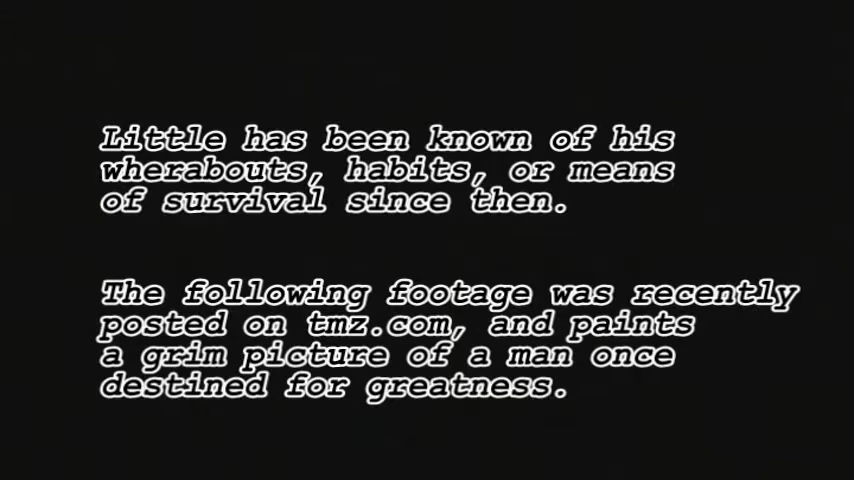 Little has been known of his
wherabouts, habits, or means
of survival since then.
The following footage was recently
posted on tmz.com, and paints
a grim picture of a man once
destined for greatness.